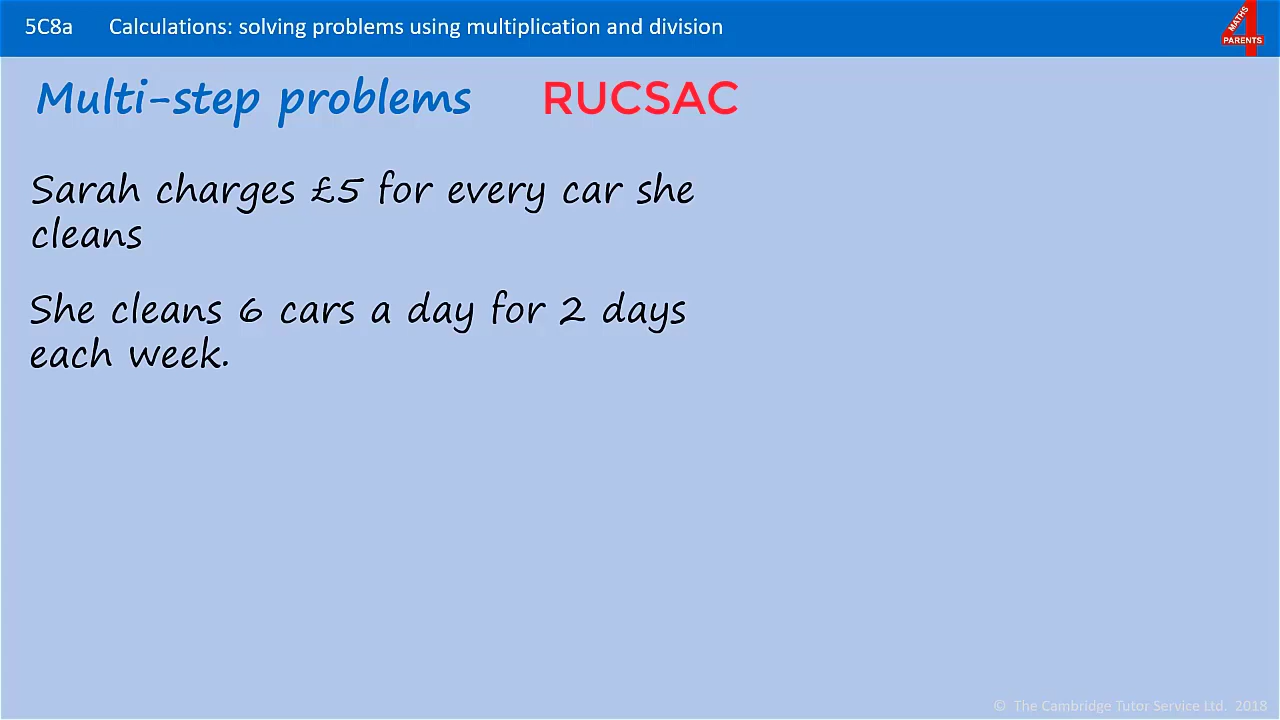 5C8a Calculations: solving problems using multiplication and division
MATHS
4
PARENTS
Multi-step problems RUCSAC
Sarah charges £5 for every car she
cleans
She cleans 6 cars a day for 2 days
each week.
© The Cambridge Tutor Service Ltd. 2018